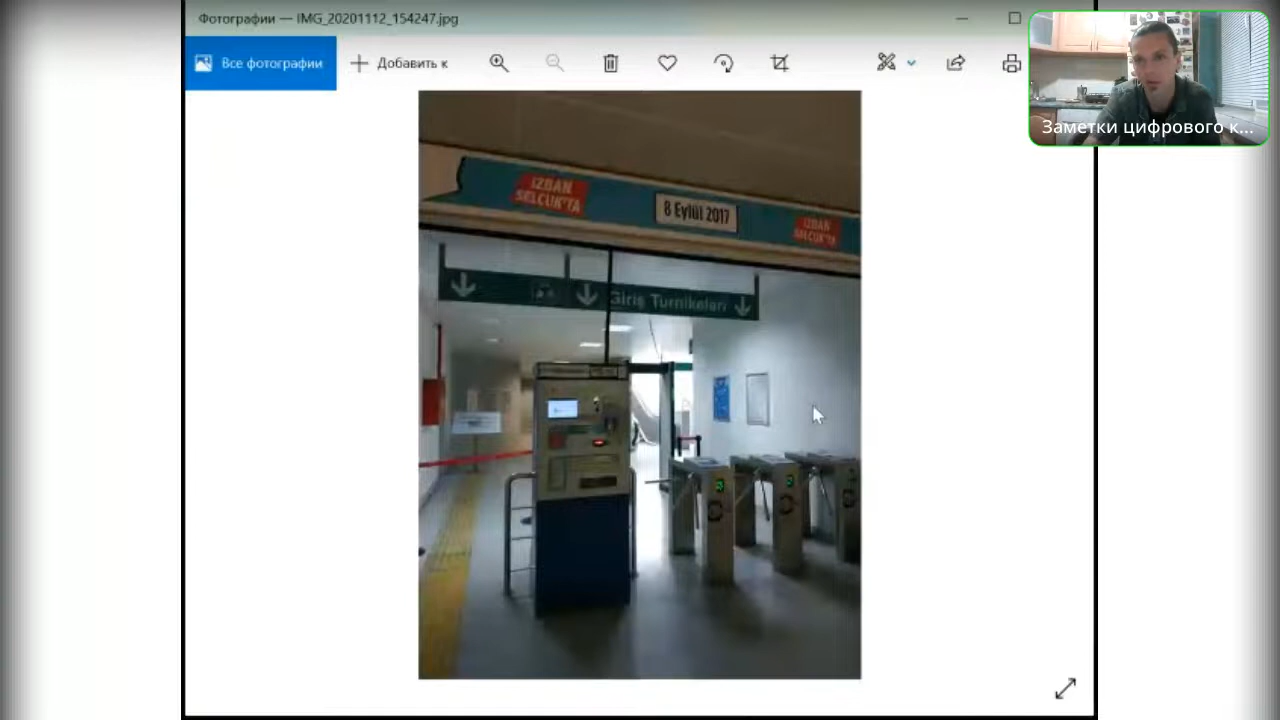 Фотографии — IMG_20201112_154247.jpg
Все фотографии
Добавить к
Заметки цифрового к...
İZBAN
SELÇUK'TA
8 Eylül 2017
İZBAN
SELÇUK'TA
Giriş Turnikeleri